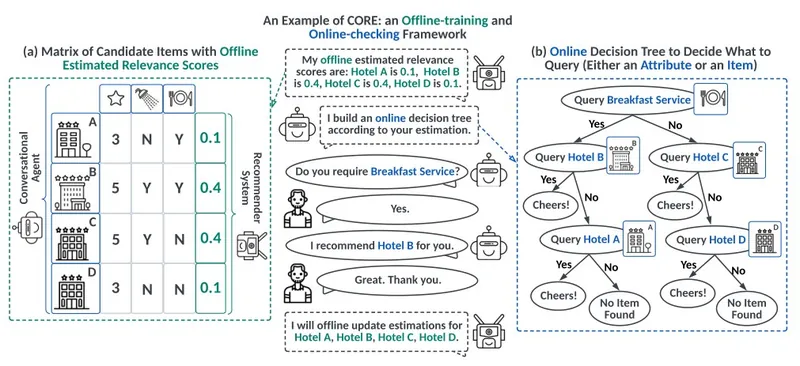 An Example of CORE: an Offline-training and
Online-checking Framework
(a) Matrix of Candidate Items with Offline
Estimated Relevance Scores
Conversational
Agent
A
3 N Y 0.1
B
5 Y Y 0.4
C
5 Y N 0.4
D
3 N N 0.1
Recommender
System
My offline estimated relevance
scores are: Hotel A is 0.1, Hotel B
is 0.4, Hotel C is 0.4, Hotel D is 0.1.
I build an online decision tree
according to your estimation.
Do you require Breakfast Service?
Yes.
I recommend Hotel B for you.
Great. Thank you.
I will offline update estimations for
Hotel A, Hotel B, Hotel C, Hotel D.
(b) Online Decision Tree to Decide What to
Query (Either an Attribute or an Item)
Query Breakfast Service
Yes
No
Query Hotel B
B
Query Hotel C
C
Yes
No
Yes
No
Cheers!
Cheers!
Query Hotel A
A
Query Hotel D
D
Yes
No
Yes
No
Cheers!
No Item
Found
Cheers!
No Item
Found